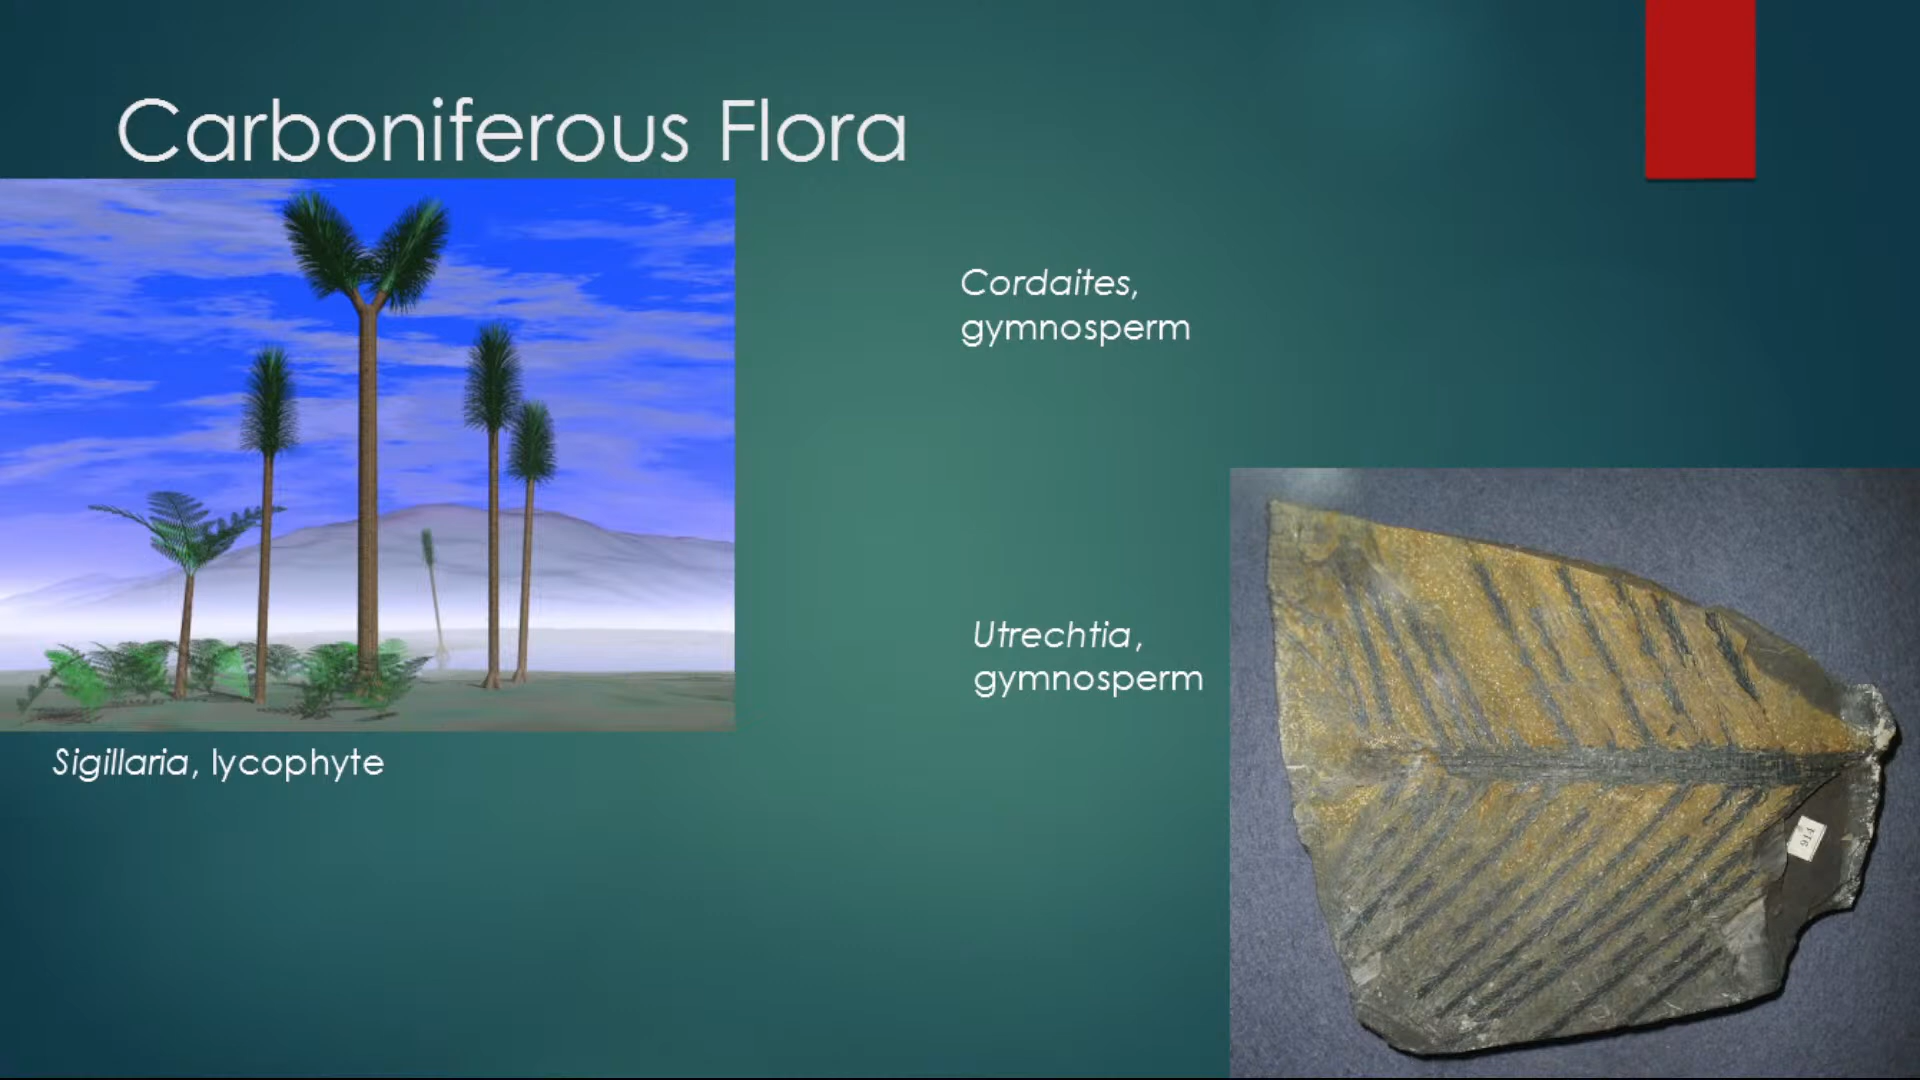 Carboniferous Flora
Cordaites,
gymnosperm
Utrechtia,
gymnosperm
Sigillaria, lycophyte
914